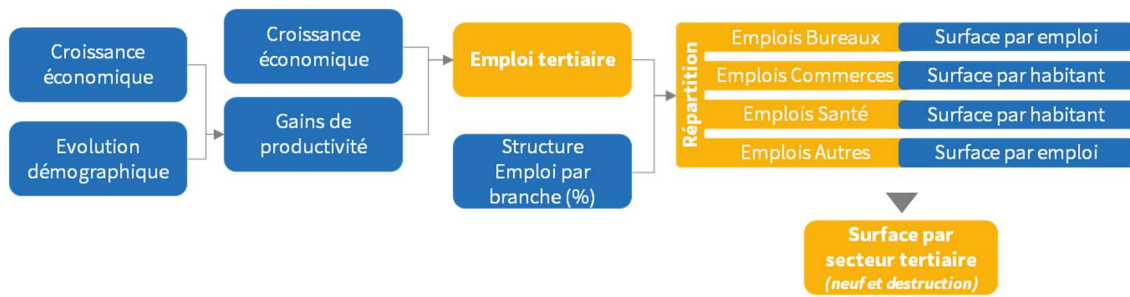 Croissance
économique
Evolution
démographique
Croissance
économique
Gains de
productivité
Emploi tertiaire
Structure
Emploi par
branche (%)
Répartition
Emplois Bureaux
Surface par emploi
Emplois Commerces
Surface par habitant
Emplois Santé
Surface par habitant
Emplois Autres
Surface par emploi
Surface par
secteur tertiaire
(neuf et destruction)